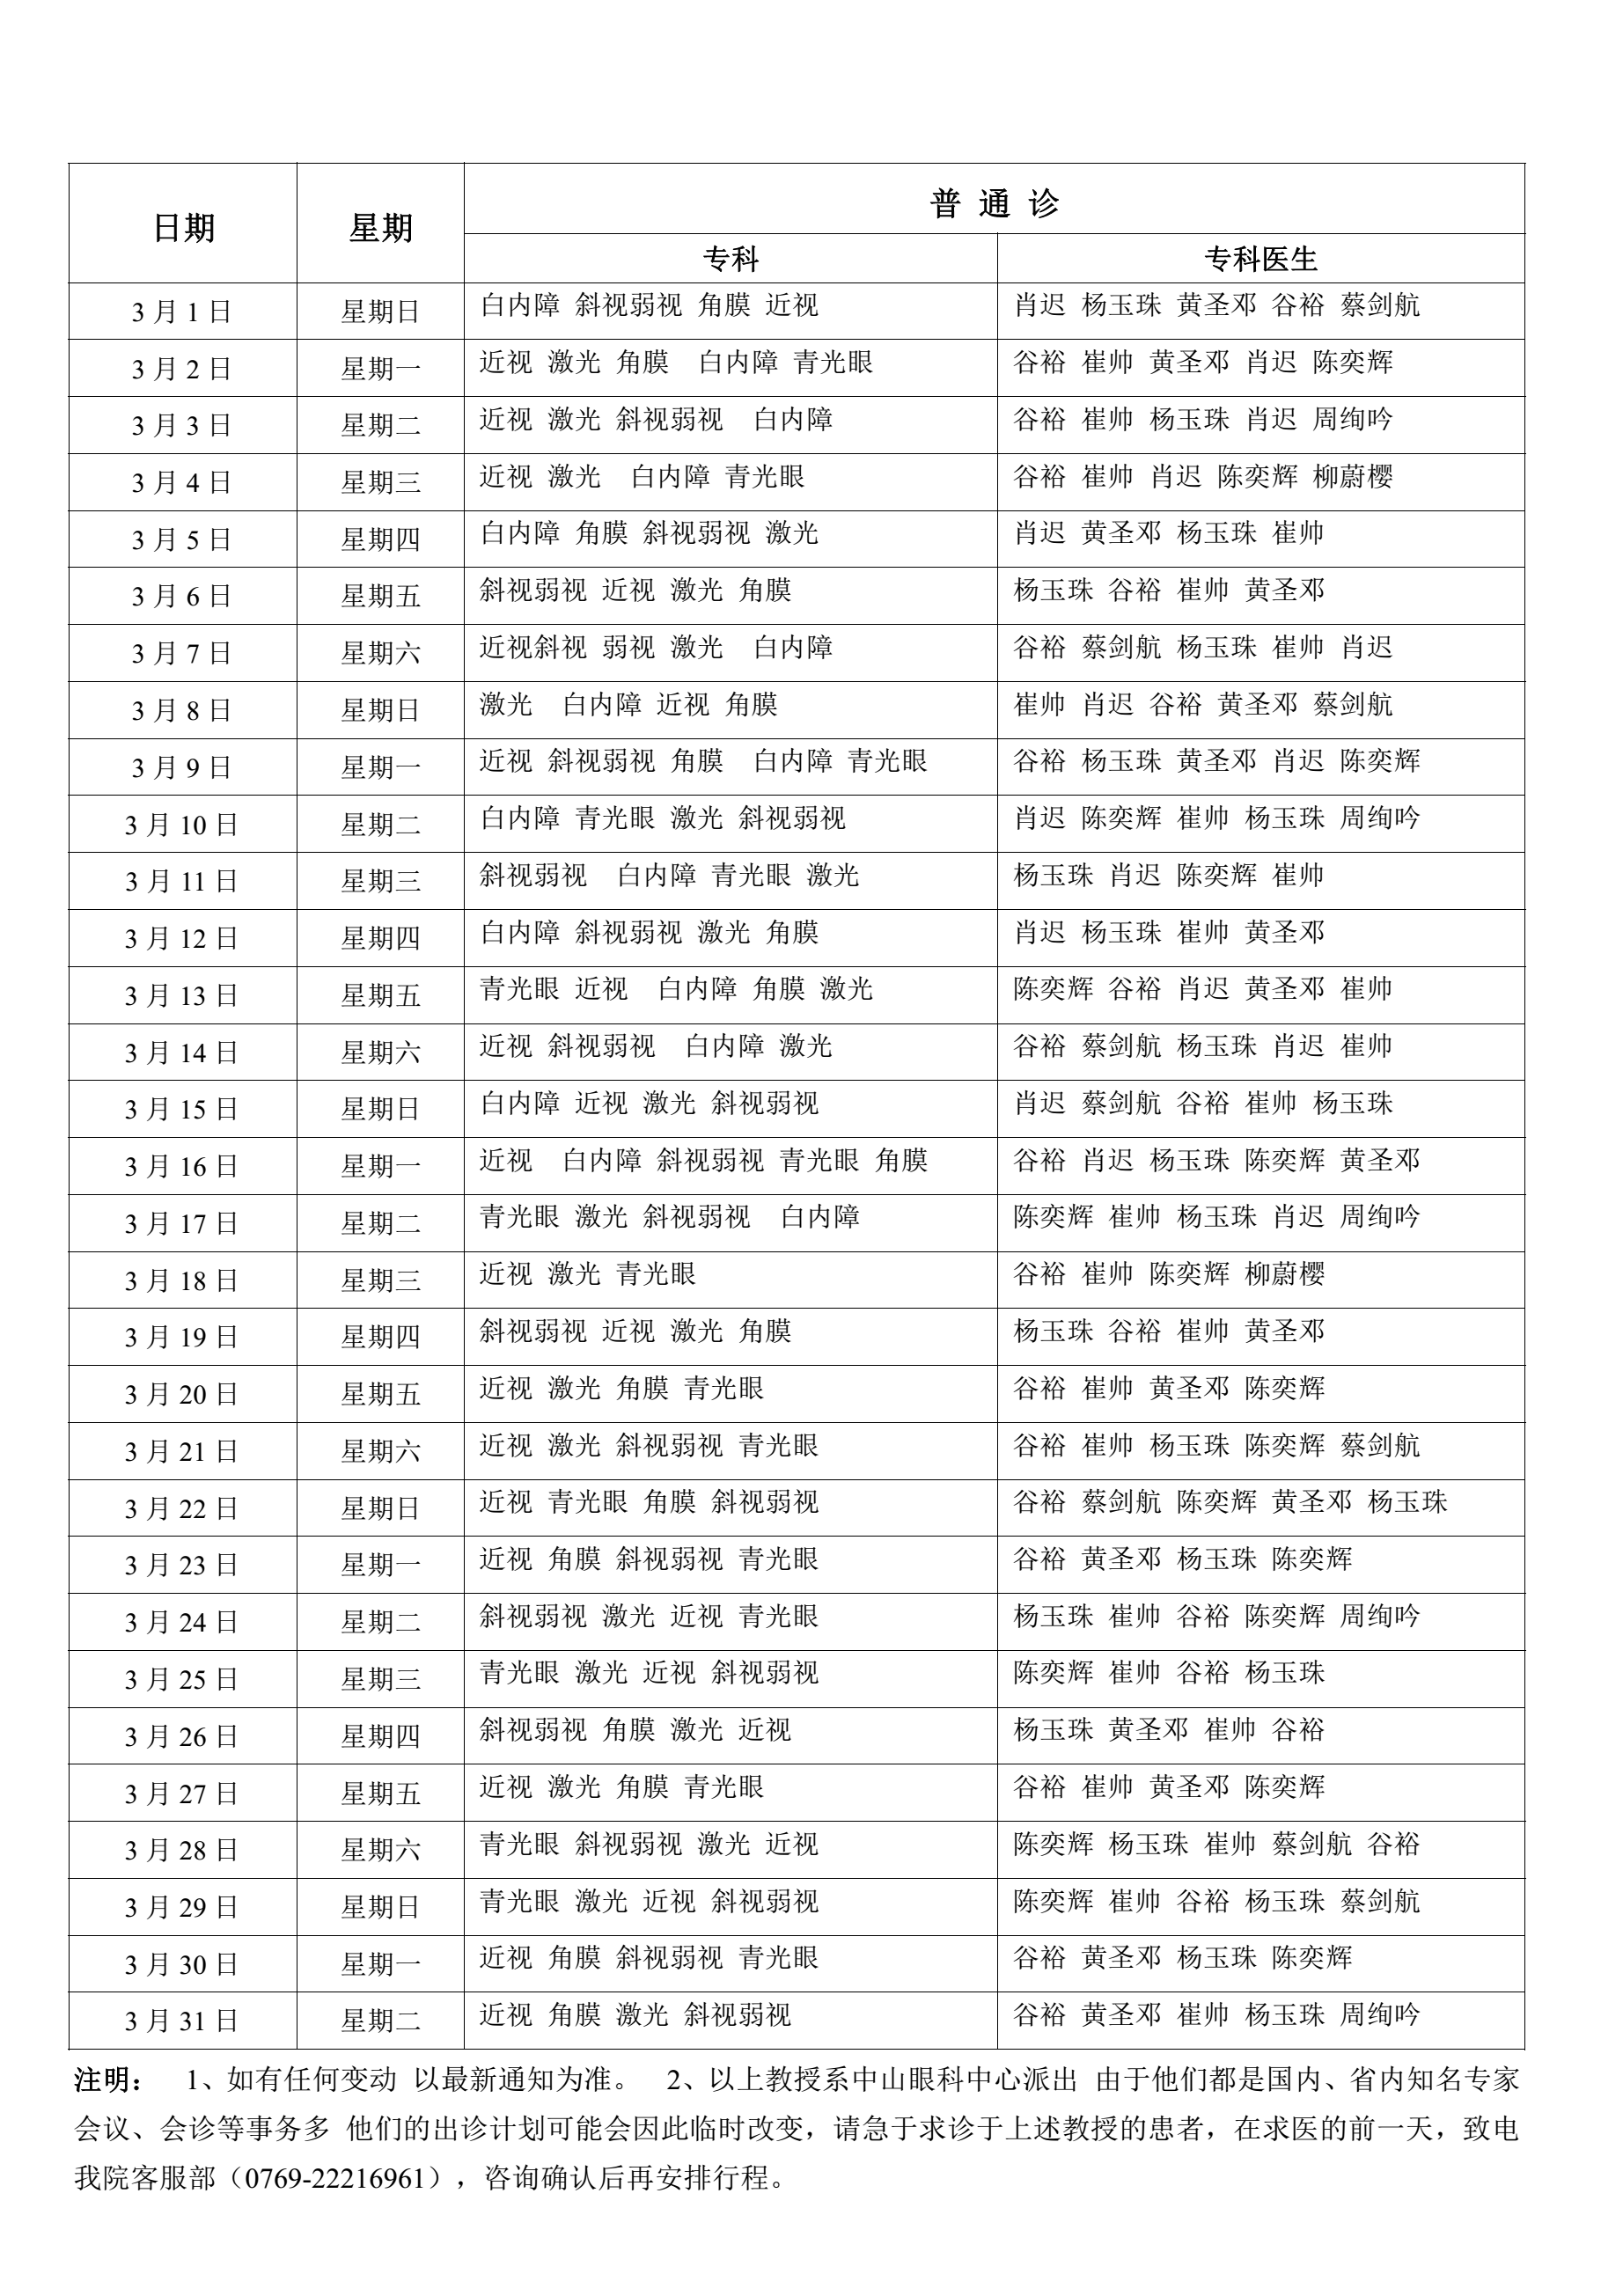 日期 星期 普 通 诊
专科 专科医生
3 月 1 日 星期日 白内障 斜视弱视 角膜 近视 肖迟 杨玉珠 黄圣邓 谷裕 蔡剑航
3 月 2 日 星期一 近视 激光 角膜 白内障 青光眼 谷裕 崔帅 黄圣邓 肖迟 陈奕辉
3 月 3 日 星期二 近视 激光 斜视弱视 白内障 谷裕 崔帅 杨玉珠 肖迟 周绚吟
3 月 4 日 星期三 近视 激光 白内障 青光眼 谷裕 崔帅 肖迟 陈奕辉 柳蔚樱
3 月 5 日 星期四 白内障 角膜 斜视弱视 激光 肖迟 黄圣邓 杨玉珠 崔帅
3 月 6 日 星期五 斜视弱视 近视 激光 角膜 杨玉珠 谷裕 崔帅 黄圣邓
3 月 7 日 星期六 近视斜视 弱视 激光 白内障 谷裕 蔡剑航 杨玉珠 崔帅 肖迟
3 月 8 日 星期日 激光 白内障 近视 角膜 崔帅 肖迟 谷裕 黄圣邓 蔡剑航
3 月 9 日 星期一 近视 斜视弱视 角膜 白内障 青光眼 谷裕 杨玉珠 黄圣邓 肖迟 陈奕辉
3 月 10 日 星期二 白内障 青光眼 激光 斜视弱视 肖迟 陈奕辉 崔帅 杨玉珠 周绚吟
3 月 11 日 星期三 斜视弱视 白内障 青光眼 激光 杨玉珠 肖迟 陈奕辉 崔帅
3 月 12 日 星期四 白内障 斜视弱视 激光 角膜 肖迟 杨玉珠 崔帅 黄圣邓
3 月 13 日 星期五 青光眼 近视 白内障 角膜 激光 陈奕辉 谷裕 肖迟 黄圣邓 崔帅
3 月 14 日 星期六 近视 斜视弱视 白内障 激光 谷裕 蔡剑航 杨玉珠 肖迟 崔帅
3 月 15 日 星期日 白内障 近视 激光 斜视弱视 肖迟 蔡剑航 谷裕 崔帅 杨玉珠
3 月 16 日 星期一 近视 白内障 斜视弱视 青光眼 角膜 谷裕 肖迟 杨玉珠 陈奕辉 黄圣邓
3 月 17 日 星期二 青光眼 激光 斜视弱视 白内障 陈奕辉 崔帅 杨玉珠 肖迟 周绚吟
3 月 18 日 星期三 近视 激光 青光眼 谷裕 崔帅 陈奕辉 柳蔚樱
3 月 19 日 星期四 斜视弱视 近视 激光 角膜 杨玉珠 谷裕 崔帅 黄圣邓
3 月 20 日 星期五 近视 激光 角膜 青光眼 谷裕 崔帅 黄圣邓 陈奕辉
3 月 21 日 星期六 近视 激光 斜视弱视 青光眼 谷裕 崔帅 杨玉珠 陈奕辉 蔡剑航
3 月 22 日 星期日 近视 青光眼 角膜 斜视弱视 谷裕 蔡剑航 陈奕辉 黄圣邓 杨玉珠
3 月 23 日 星期一 近视 角膜 斜视弱视 青光眼 谷裕 黄圣邓 杨玉珠 陈奕辉
3 月 24 日 星期二 斜视弱视 激光 近视 青光眼 杨玉珠 崔帅 谷裕 陈奕辉 周绚吟
3 月 25 日 星期三 青光眼 激光 近视 斜视弱视 陈奕辉 崔帅 谷裕 杨玉珠
3 月 26 日 星期四 斜视弱视 角膜 激光 近视 杨玉珠 黄圣邓 崔帅 谷裕
3 月 27 日 星期五 近视 激光 角膜 青光眼 谷裕 崔帅 黄圣邓 陈奕辉
3 月 28 日 星期六 青光眼 斜视弱视 激光 近视 陈奕辉 杨玉珠 崔帅 蔡剑航 谷裕
3 月 29 日 星期日 青光眼 激光 近视 斜视弱视 陈奕辉 崔帅 谷裕 杨玉珠 蔡剑航
3 月 30 日 星期一 近视 角膜 斜视弱视 青光眼 谷裕 黄圣邓 杨玉珠 陈奕辉
3 月 31 日 星期二 近视 角膜 激光 斜视弱视 谷裕 黄圣邓 崔帅 杨玉珠 周绚吟
注明： 1、如有任何变动 以最新通知为准。 2、以上教授系中山眼科中心派出 由于他们都是国内、省内知名专家
会议、会诊等事务多 他们的出诊计划可能会因此临时改变，请急于求诊于上述教授的患者，在求医的前一天，致电
我院客服部（0769-22216961），咨询确认后再安排行程。